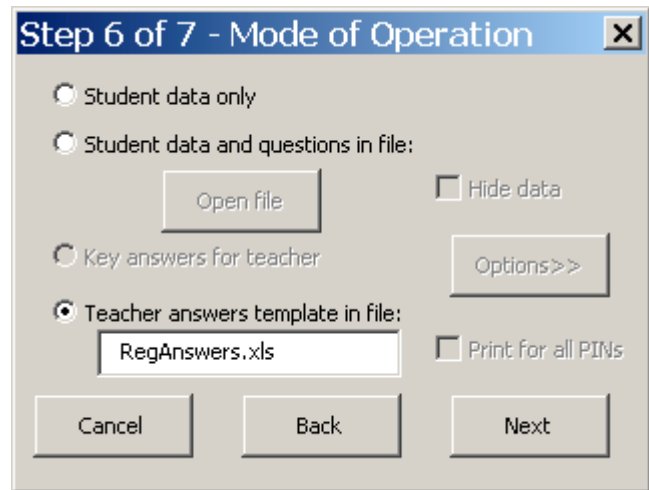 Step 6 of 7 - Mode of Operation
Student data only
Student data and questions in file:
Open file
Hide data
Key answers for teacher
Options>>
Teacher answers template in file:
RegAnswers.xls
Print for all PINs
Cancel
Back
Next